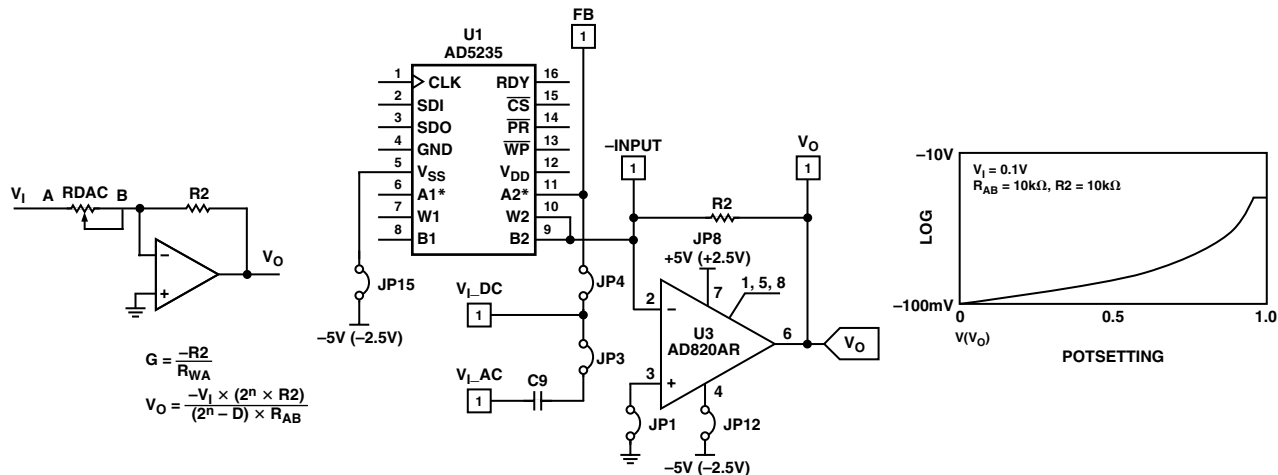 V_I A RDAC B R2
−
+
V_O
G = −R2 / R_WA
V_O = −V_I × (2^n × R2) / (2^n − D) × R_AB
FB
1
U1
AD5235
1 CLK
2 SDI
3 SDO
4 GND
5 V_SS
6 A1*
7 W1
8 B1
RDY 16
CS 15
PR 14
WP 13
V_DD 12
A2* 11
W2 10
B2 9
JP15
−5V (−2.5V)
JP4
V_I_DC
1
JP3
V_I_AC
1
C9
−INPUT
1
V_O
1
R2
JP8
+5V (+2.5V)
7
1, 5, 8
2
−
U3
AD820AR
6
V_O
3
+
4
JP1
JP12
−5V (−2.5V)
−10V
V_I = 0.1V
R_AB = 10kΩ, R2 = 10kΩ
LOG
−100mV
0 0.5 1.0
V(V_O)
POTSETTING